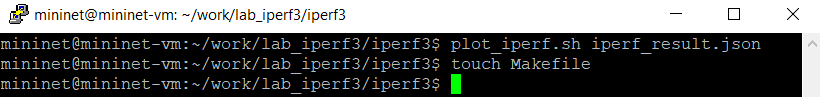 mininet@mininet-vm: ~/work/lab_iperf3/iperf3
mininet@mininet-vm:~/work/lab_iperf3/iperf3$ plot_iperf.sh iperf_result.json
mininet@mininet-vm:~/work/lab_iperf3/iperf3$ touch Makefile
mininet@mininet-vm:~/work/lab_iperf3/iperf3$